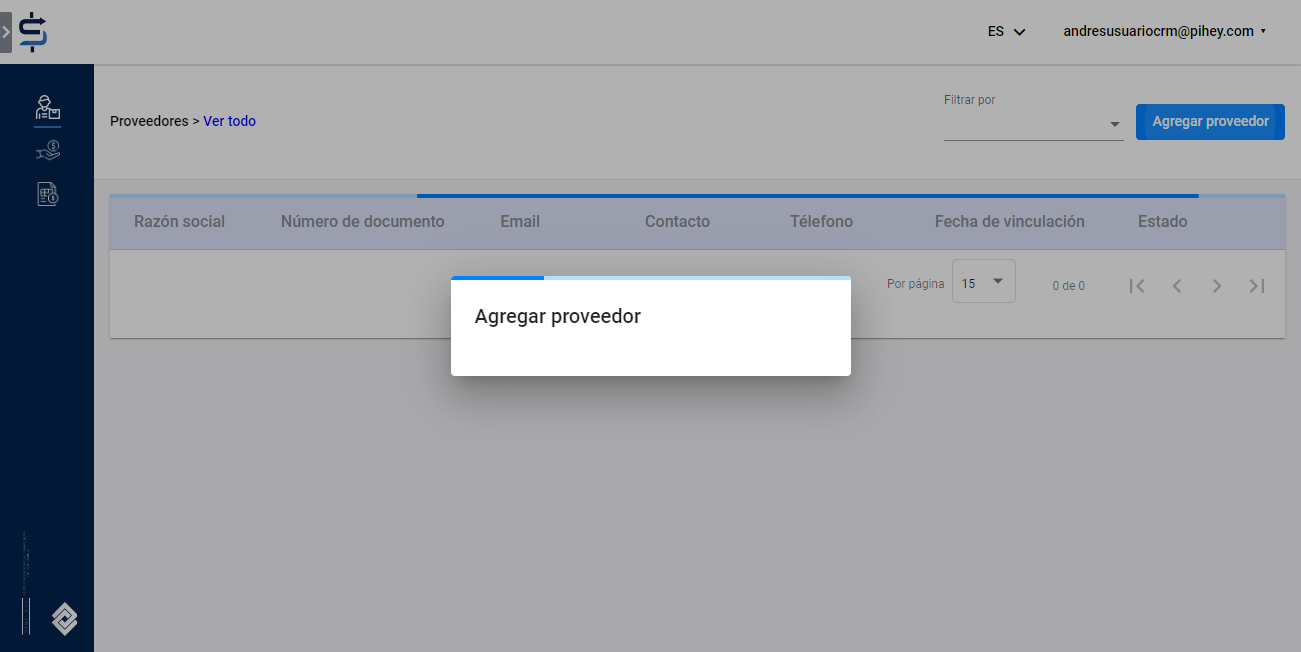 ES
andresusuariocrm@pihey.com
Proveedores > Ver todo
Filtrar por
Agregar proveedor
Razón social
Número de documento
Email
Contacto
Télefono
Fecha de vinculación
Estado
Por página
15
0 de 0
Agregar proveedor